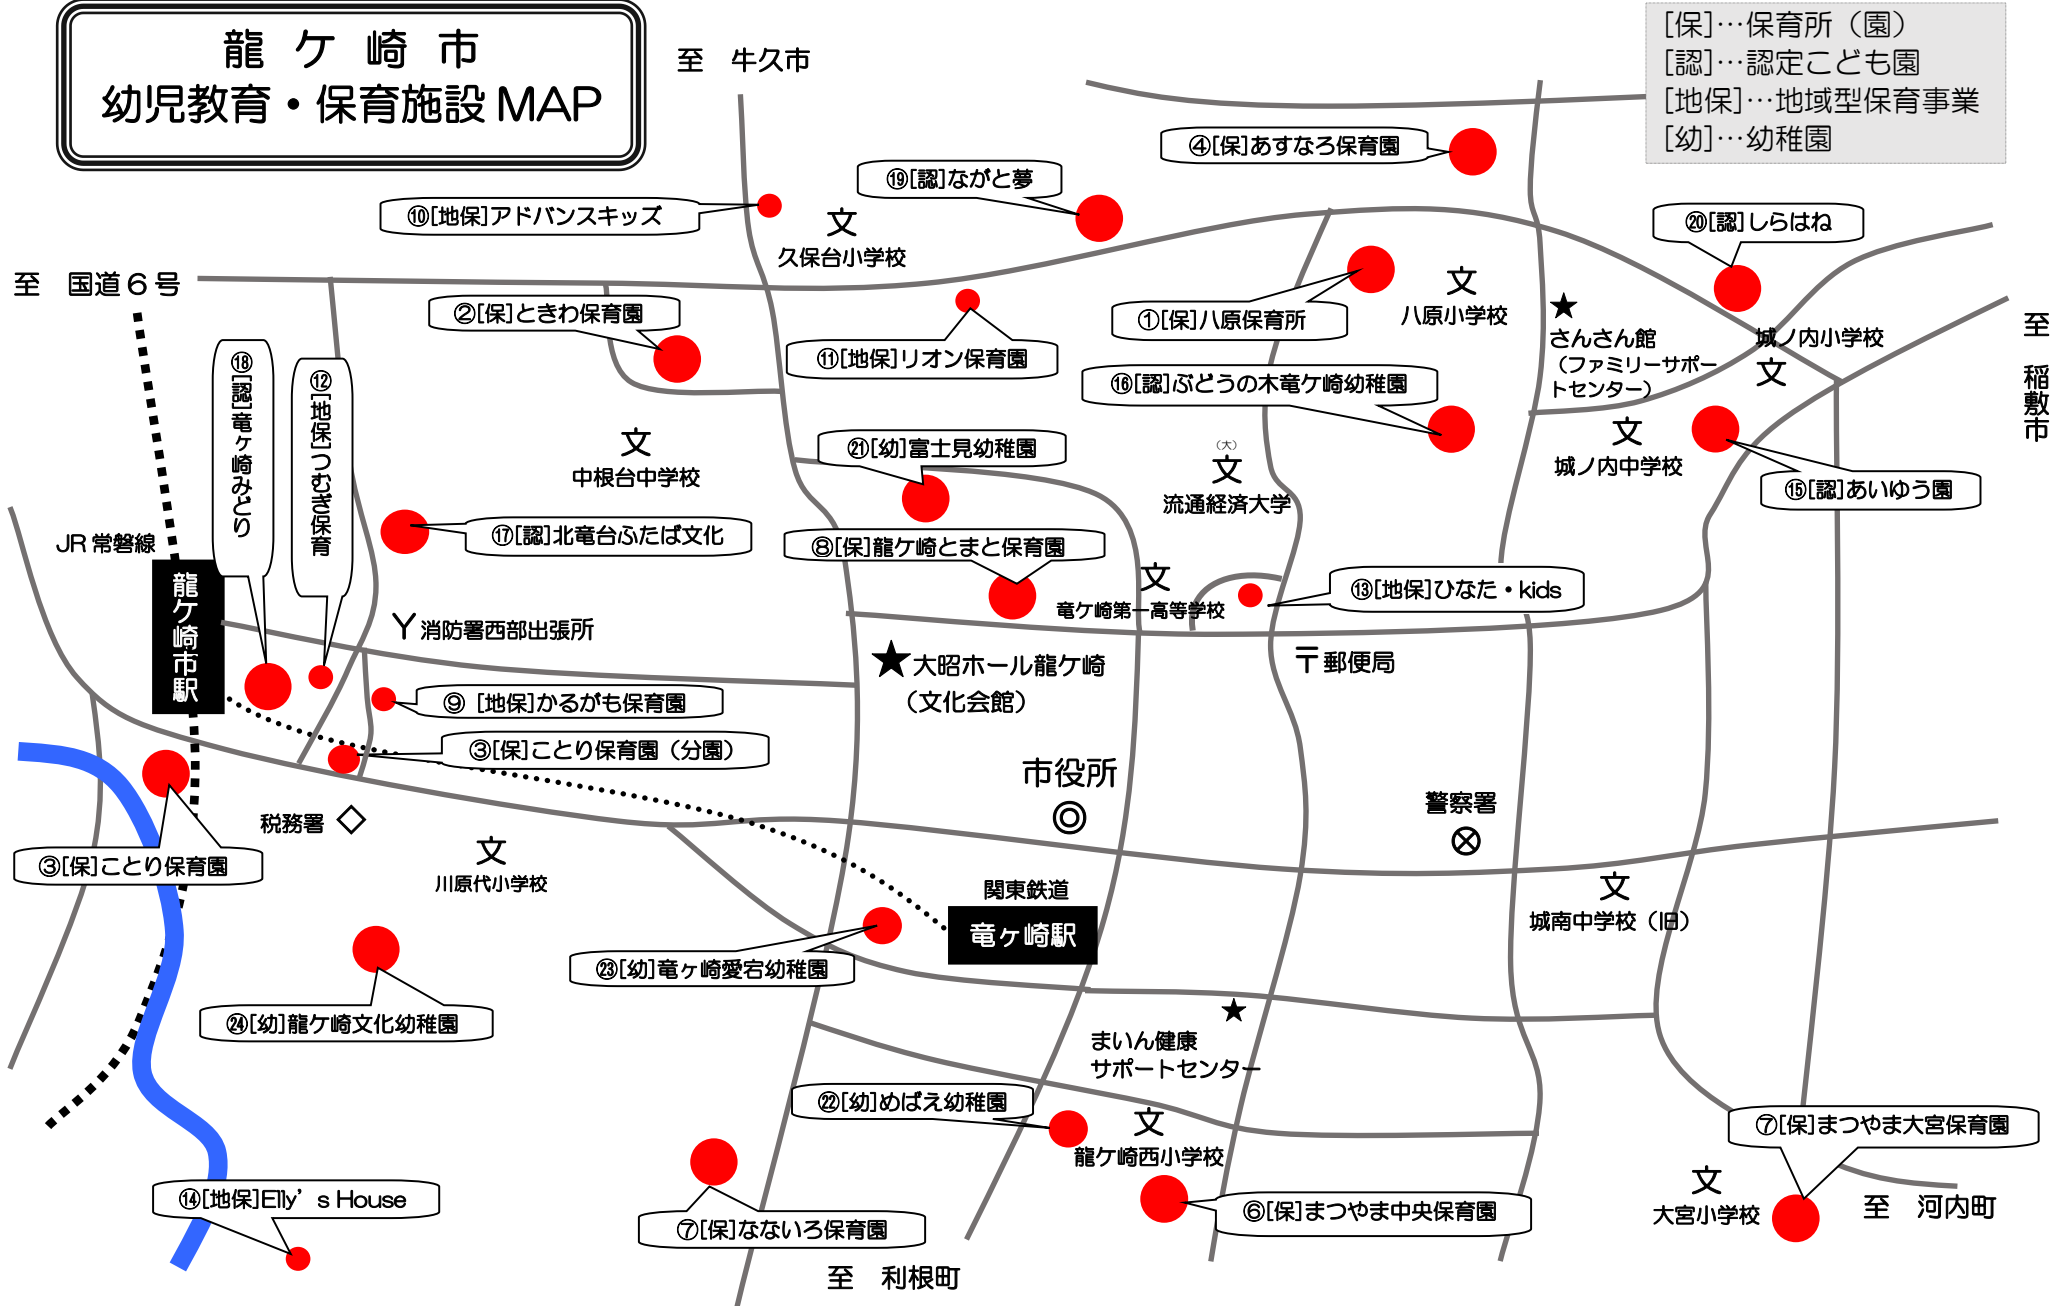 龍ケ崎市
幼児教育・保育施設MAP
至　牛久市
[保]…保育所（園）
[認]…認定こども園
[地保]…地域型保育事業
[幼]…幼稚園
④[保]あすなろ保育園
⑲[認]ながと夢
⑩[地保]アドバンスキッズ
文
久保台小学校
⑳[認]しらはね
至　国道６号
②[保]ときわ保育園
①[保]八原保育所
文
八原小学校
★
さんさん館
（ファミリーサポー
トセンター）
城ノ内小学校
文
至　稲敷市
⑪[地保]リオン保育園
⑯[認]ぶどうの木竜ケ崎幼稚園
⑱[認]竜ヶ崎みどり
⑫[地保]つむぎ保育
文
中根台中学校
㉑[幼]富士見幼稚園
（大）
文
流通経済大学
文
城ノ内中学校
⑮[認]あいゆう園
JR常磐線
龍ケ崎市駅
⑰[認]北竜台ふたば文化
⑧[保]龍ケ崎とまと保育園
文
竜ケ崎第一高等学校
⑬[地保]ひなた・kids
Y消防署西部出張所
★大昭ホール龍ケ崎
（文化会館）
〒郵便局
⑨ [地保]かるがも保育園
③[保]ことり保育園（分園）
市役所
◎
警察署
税務署
③[保]ことり保育園
文
川原代小学校
関東鉄道
竜ヶ崎駅
文
城南中学校（旧）
㉓[幼]竜ヶ崎愛宕幼稚園
㉔[幼]龍ケ崎文化幼稚園
★
まいん健康
サポートセンター
㉒[幼]めばえ幼稚園
文
龍ケ崎西小学校
⑦[保]まつやま大宮保育園
文
大宮小学校
至　河内町
⑭[地保]Elly’s House
⑦[保]なないろ保育園
⑥[保]まつやま中央保育園
至　利根町